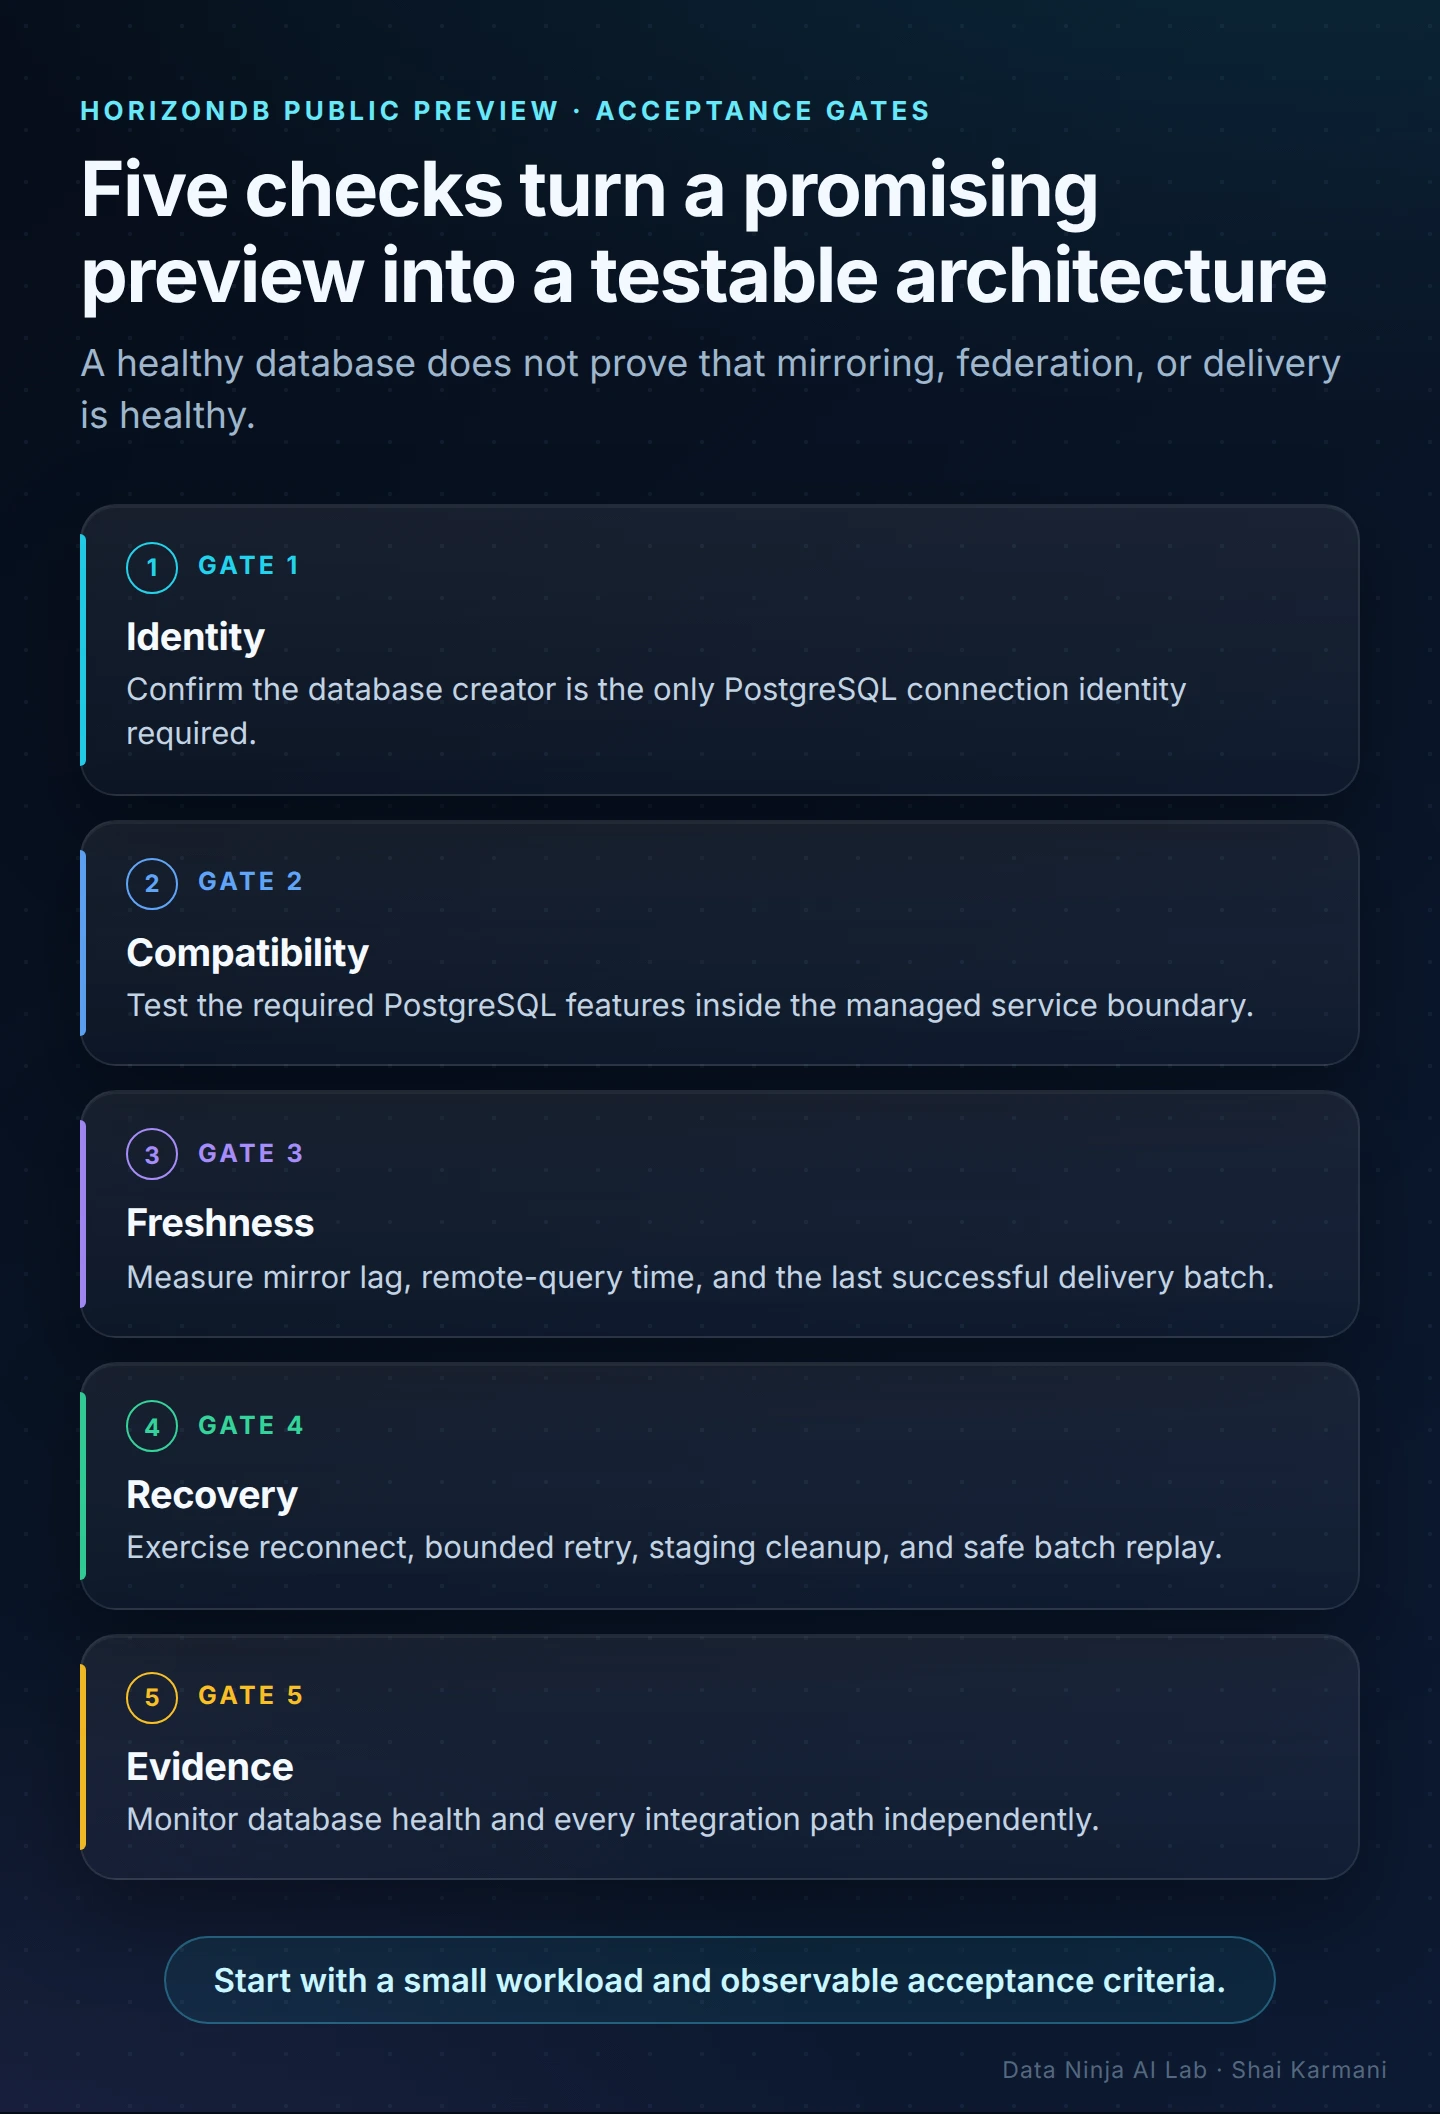 HORIZONDB PUBLIC PREVIEW · ACCEPTANCE GATES
Five checks turn a promising
preview into a testable architecture
A healthy database does not prove that mirroring, federation, or delivery
is healthy.
1 GATE 1
Identity
Confirm the database creator is the only PostgreSQL connection identity
required.
2 GATE 2
Compatibility
Test the required PostgreSQL features inside the managed service boundary.
3 GATE 3
Freshness
Measure mirror lag, remote-query time, and the last successful delivery batch.
4 GATE 4
Recovery
Exercise reconnect, bounded retry, staging cleanup, and safe batch replay.
5 GATE 5
Evidence
Monitor database health and every integration path independently.
Start with a small workload and observable acceptance criteria.
Data Ninja AI Lab · Shai Karmani